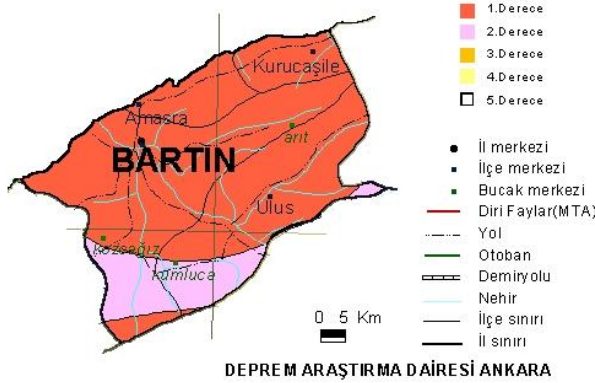 1.Derece
2.Derece
3.Derece
4.Derece
5.Derece
Kurucaşile
Amasra
arıt
BARTIN
Ulus
kozcağız
kumluca
İl merkezi
İlçe merkezi
Bucak merkezi
Diri Faylar(MTA)
Yol
Otoban
Demiryolu
Nehir
İlçe sınırı
İl sınırı
0 5 Km
DEPREM ARAŞTIRMA DAİRESİ ANKARA